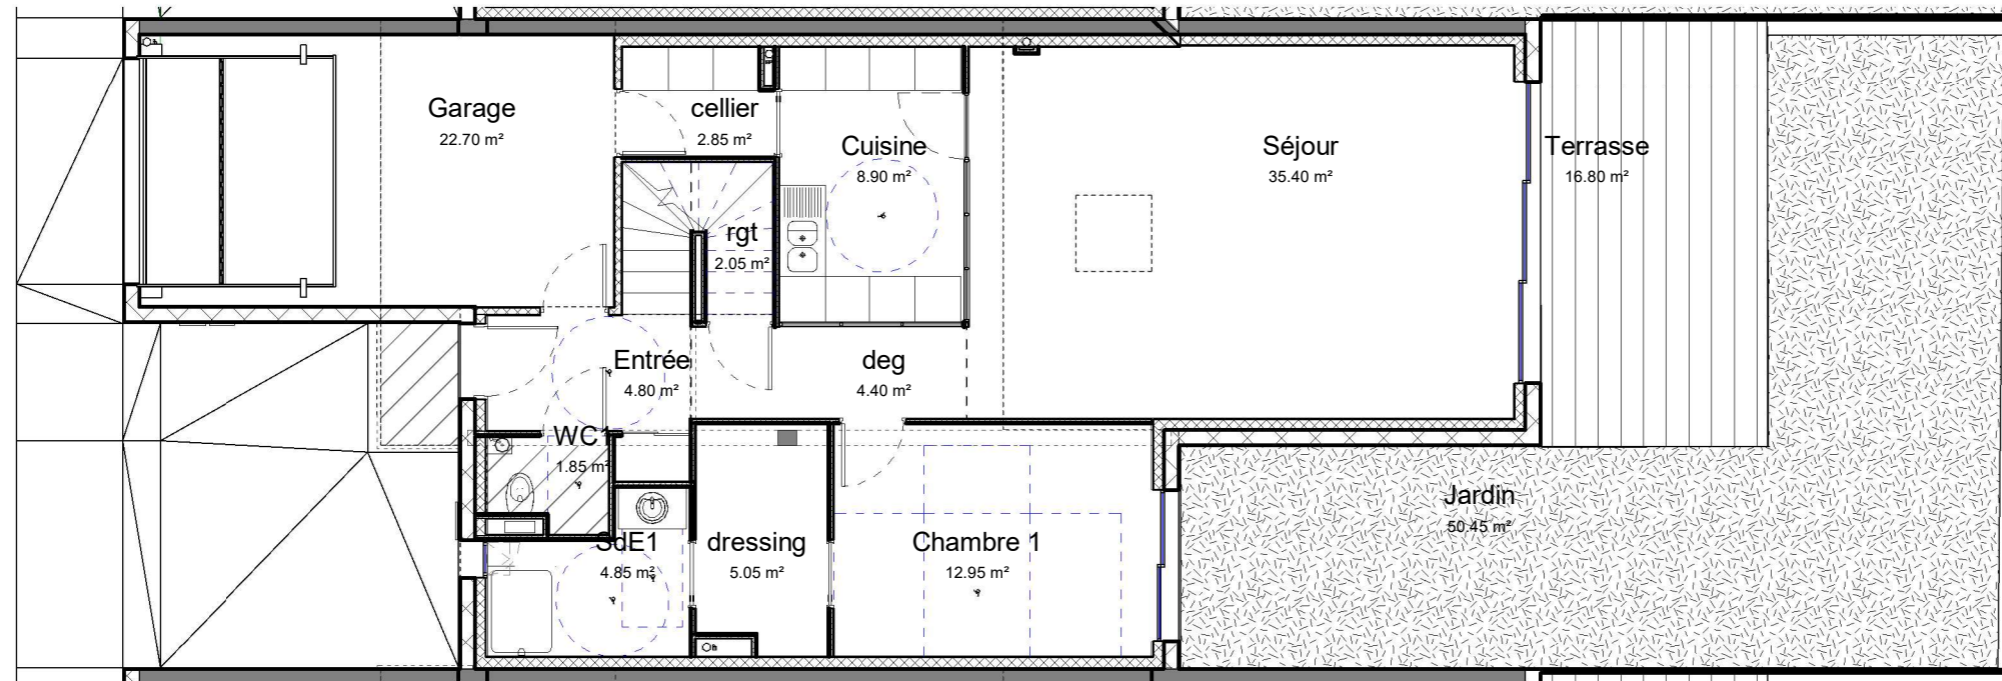 Garage
22.70 m²
cellier
2.85 m²
Cuisine
8.90 m²
Séjour
35.40 m²
Terrasse
16.80 m²
rgt
2.05 m²
Entrée
4.80 m²
deg
4.40 m²
WC1
1.85 m²
SdE1
4.85 m²
dressing
5.05 m²
Chambre 1
12.95 m²
Jardin
50.45 m²